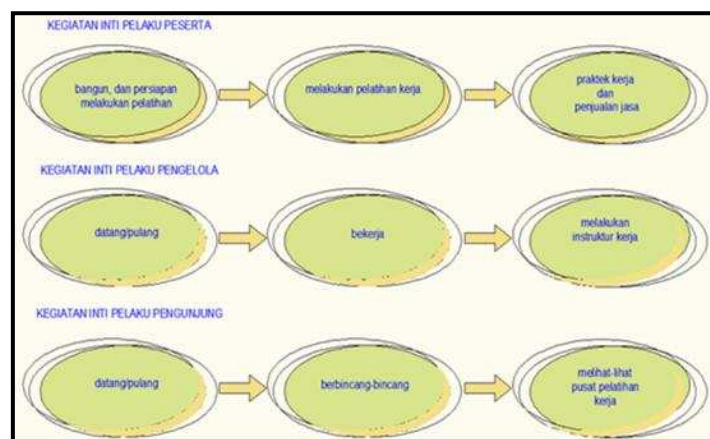 KEGIATAN INTI PELAKU PESERTA
bangun, dan persiapan
melakukan pelatihan
melakukan pelatihan kerja
praktek kerja
dan
penjualan jasa
KEGIATAN INTI PELAKU PENGELOLA
datang/pulang
bekerja
melakukan
instruktur kerja
KEGIATAN INTI PELAKU PENGUNJUNG
datang/pulang
berbincang-bincang
melihat-lihat
pusat pelatihan
kerja